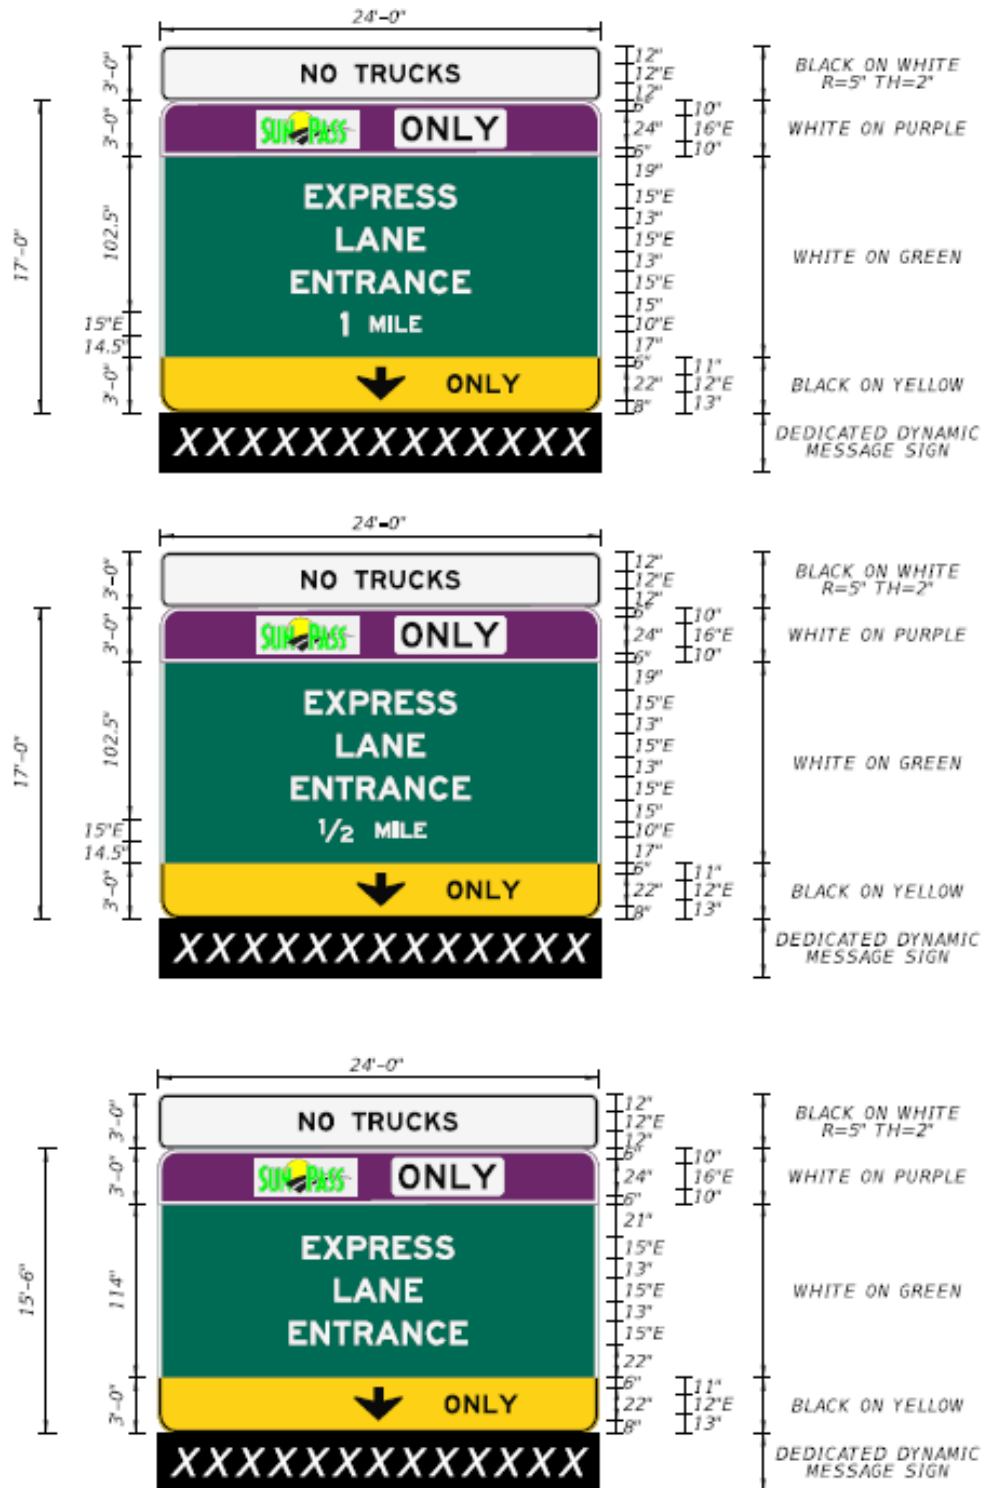 24'-0"
3'-0"
NO TRUCKS
12"
12"E
12"
BLACK ON WHITE
R=5" TH=2"
3'-0"
SUNPASS ONLY
6"
24"
6"
10"
16"E
10"
WHITE ON PURPLE
17'-0"
102.5"
15"E
14.5"
EXPRESS
LANE
ENTRANCE
1 MILE
19"
15"E
13"
15"E
13"
15"E
15"
10"E
17"
WHITE ON GREEN
3'-0"
ONLY
6"
22"
8"
11"
12"E
13"
BLACK ON YELLOW
XXXXXXXXXXXXXX
DEDICATED DYNAMIC
MESSAGE SIGN
24'-0"
3'-0"
NO TRUCKS
12"
12"E
12"
BLACK ON WHITE
R=5" TH=2"
3'-0"
SUNPASS ONLY
6"
24"
6"
10"
16"E
10"
WHITE ON PURPLE
17'-0"
102.5"
15"E
14.5"
EXPRESS
LANE
ENTRANCE
1/2 MILE
19"
15"E
13"
15"E
13"
15"E
15"
10"E
17"
WHITE ON GREEN
3'-0"
ONLY
6"
22"
8"
11"
12"E
13"
BLACK ON YELLOW
XXXXXXXXXXXXXX
DEDICATED DYNAMIC
MESSAGE SIGN
24'-0"
3'-0"
NO TRUCKS
12"
12"E
12"
BLACK ON WHITE
R=5" TH=2"
3'-0"
SUNPASS ONLY
6"
24"
6"
10"
16"E
10"
WHITE ON PURPLE
15'-6"
114"
EXPRESS
LANE
ENTRANCE
21"
15"E
13"
15"E
13"
15"E
22"
WHITE ON GREEN
3'-0"
ONLY
6"
22"
8"
11"
12"E
13"
BLACK ON YELLOW
XXXXXXXXXXXXXX
DEDICATED DYNAMIC
MESSAGE SIGN